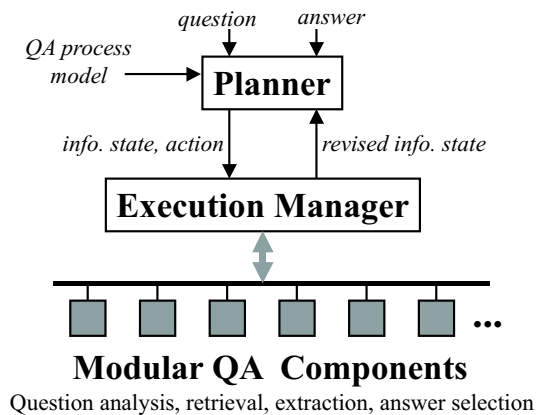 question answer
QA process
model
Planner
info. state, action revised info. state
Execution Manager
...
Modular QA Components
Question analysis, retrieval, extraction, answer selection